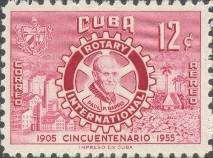 CUBA
12¢
CORREO
AEREO
ROTARY
PAUL P. HARRIS
INTERNATIONAL
1905 CINCUENTENARIO 1955
IMPRESO EN CUBA